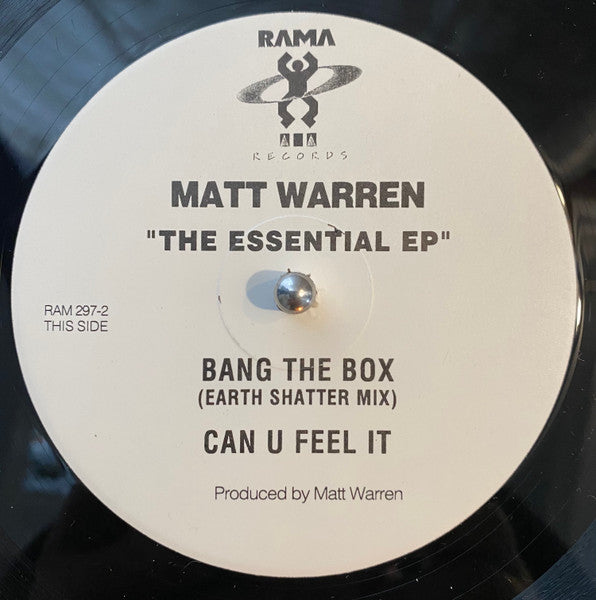 RAMA
RECORDS
MATT WARREN
"THE ESSENTIAL EP"
RAM 297-2
THIS SIDE
BANG THE BOX
(EARTH SHATTER MIX)
CAN U FEEL IT
Produced by Matt Warren